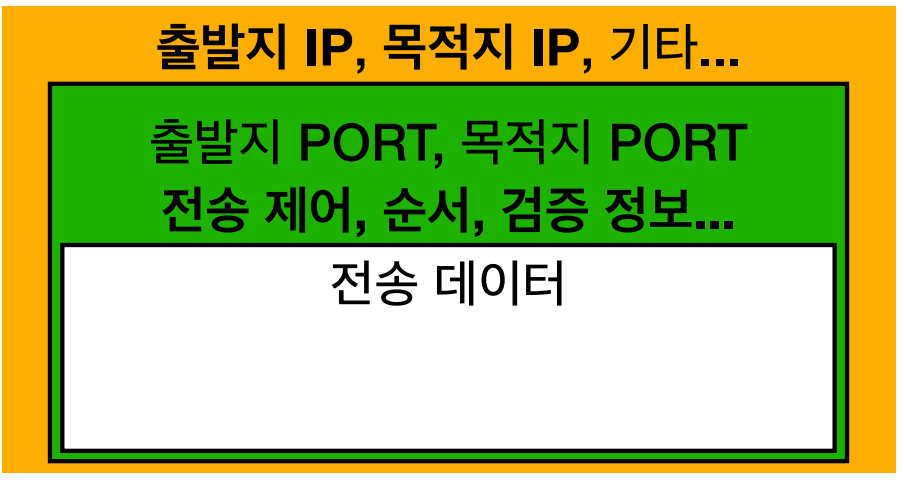 출발지 IP, 목적지 IP, 기타...
출발지 PORT, 목적지 PORT
전송 제어, 순서, 검증 정보...
전송 데이터